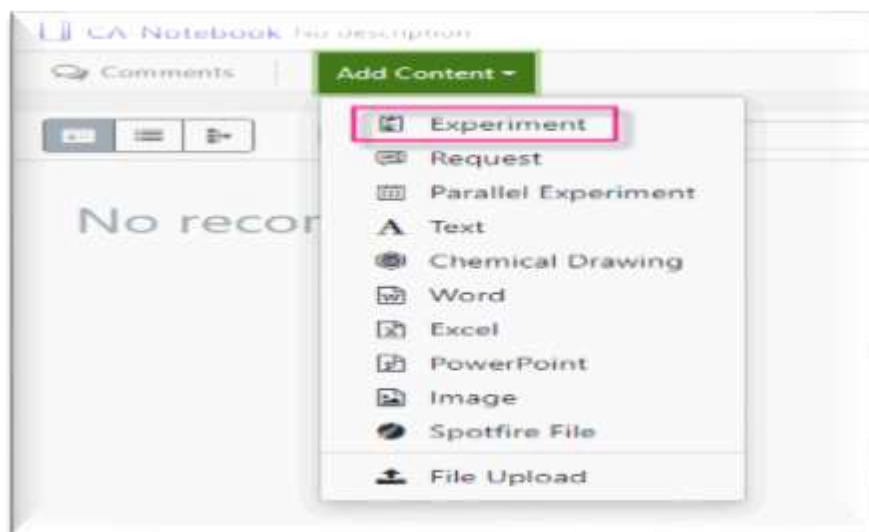 CA-Notebook No description
Comments
Add Content
Experiment
Request
Parallel Experiment
No recor
Text
Chemical Drawing
Word
Excel
PowerPoint
Image
Spotfire File
File Upload